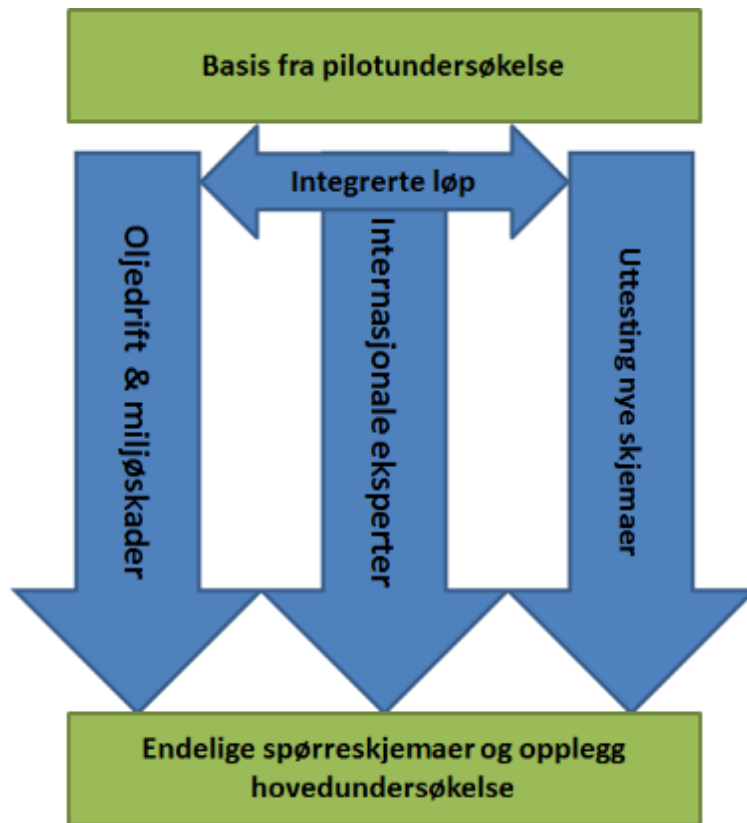 Basis fra pilotundersøkelse
Integrerte løp
Oljedrift & miljøskader
Internasjonale eksperter
Uttesting nye skjemaer
Endelige spørreskjemaer og opplegg
hovedundersøkelse